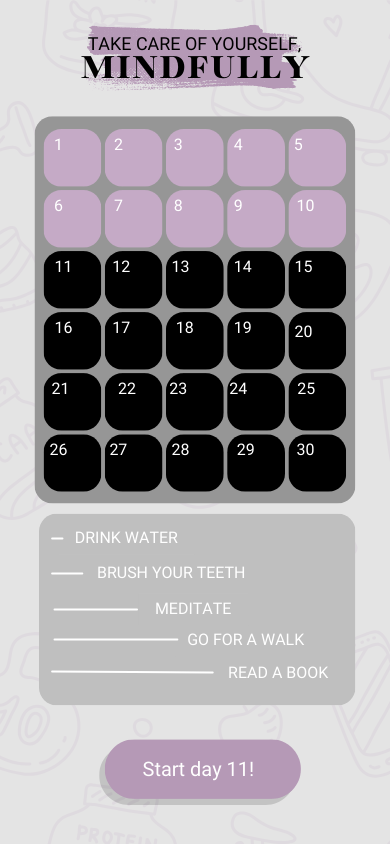 TAKE CARE OF YOURSELF,
MINDFULLY
1 2 3 4 5
6 7 8 9 10
11 12 13 14 15
16 17 18 19 20
21 22 23 24 25
26 27 28 29 30
DRINK WATER
BRUSH YOUR TEETH
MEDITATE
GO FOR A WALK
READ A BOOK
10
Start day 11!
PROTEIN